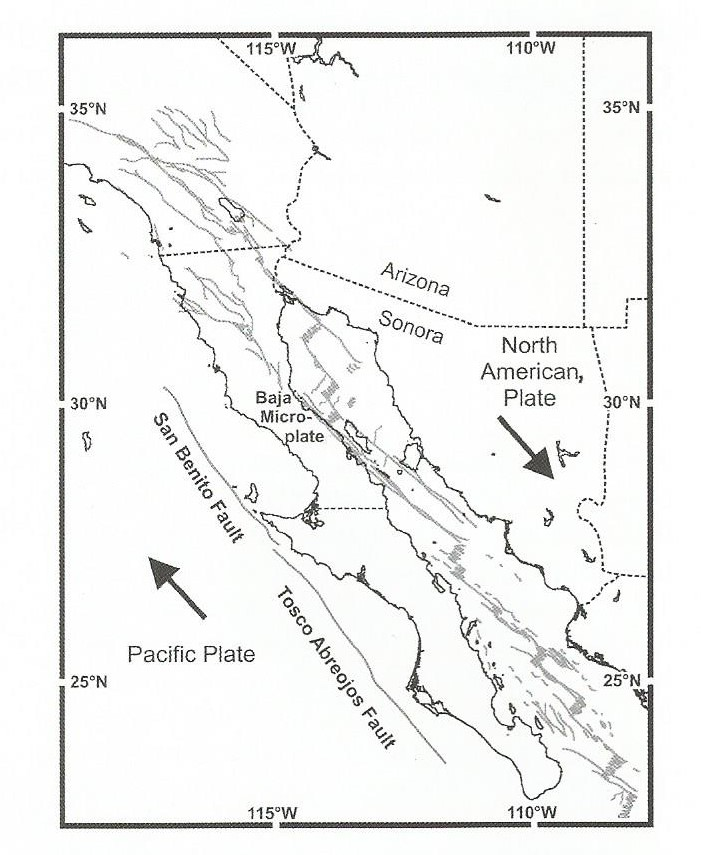 115°W
110°W
35°N
35°N
Arizona
Sonora
North
American,
Plate
30°N
30°N
Baja
Micro-
plate
San Benito Fault
Tosco Abreojos Fault
Pacific Plate
25°N
25°N
115°W
110°W